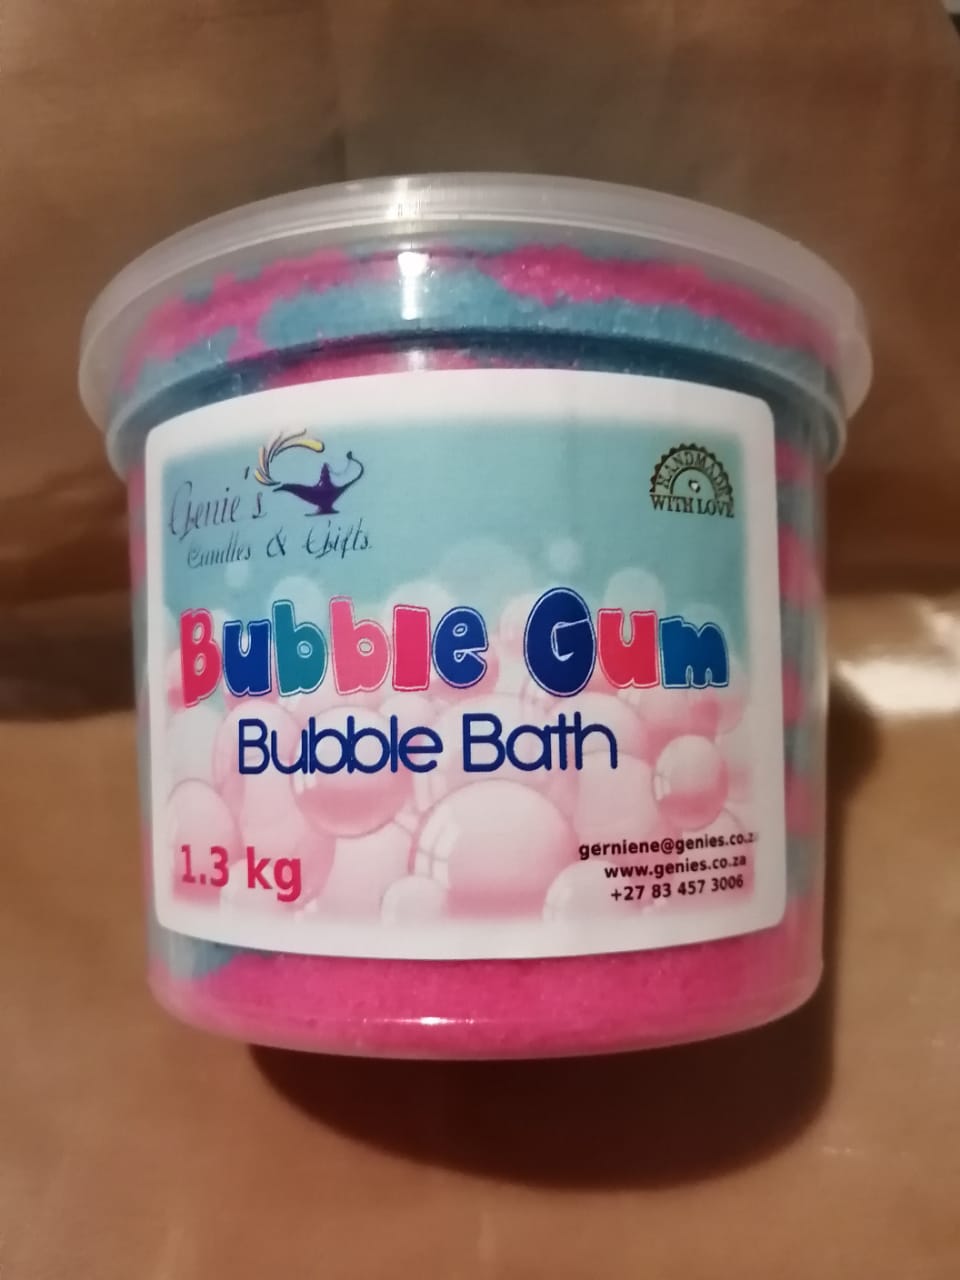 Genie's
Candles & Gifts
HANDMADE
WITH LOVE
Bubble Gum
Bubble Bath
1.3 kg
gerniene@genies.co.z
www.genies.co.za
+27 83 457 3006